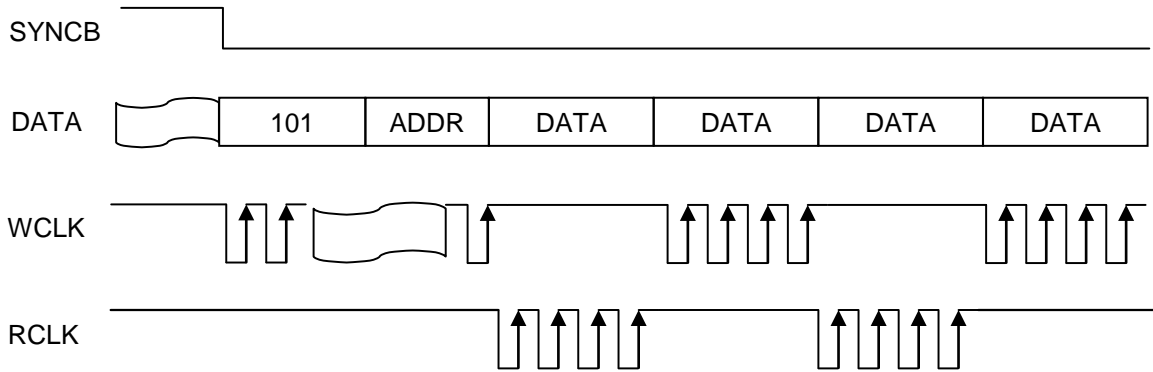 SYNCB
DATA 101 ADDR DATA DATA DATA DATA
WCLK
RCLK